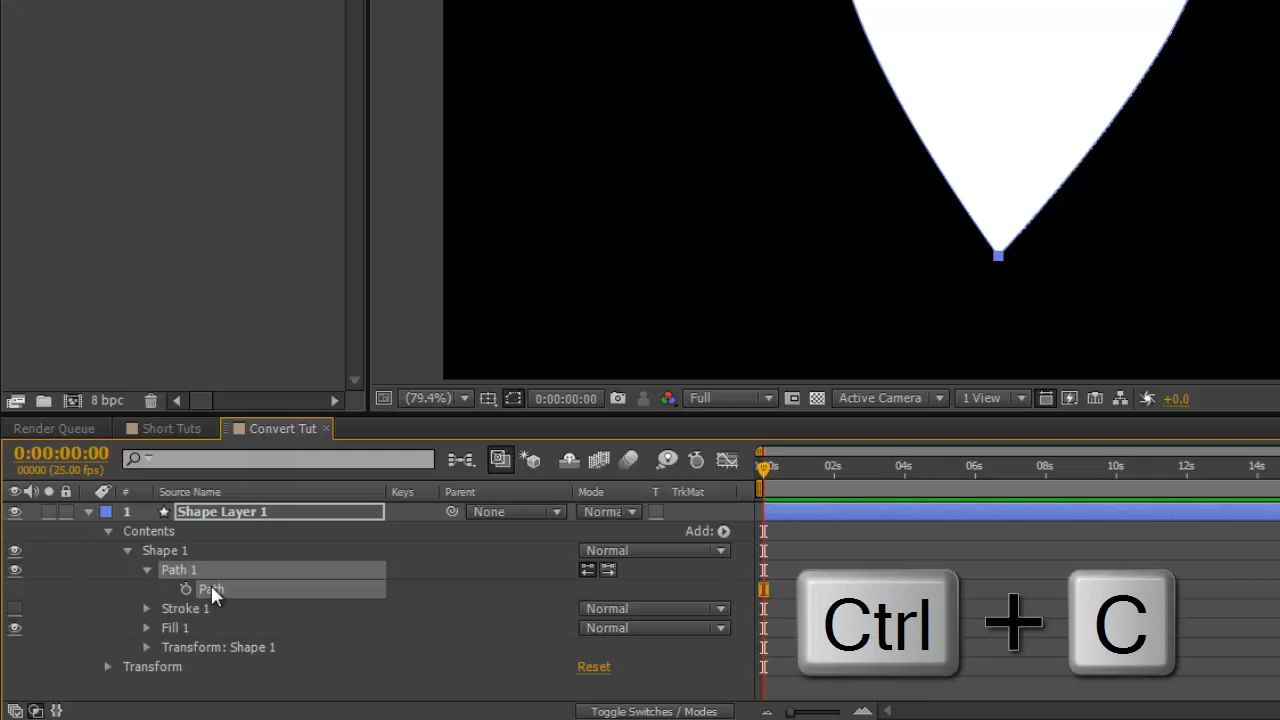 8 bpc
(79.4%)
0:00:00:00
Full
Active Camera
1 View
+0.0
Render Queue
Short Tuts
Convert Tut
0:00:00:00
00000 (25.00 fps)
0s 02s 04s 06s 08s 10s 12s 14s
# Source Name Keys Parent Mode T TrkMat
1 Shape Layer 1 None Norma
Contents Add:
Shape 1 Normal
Path 1
Path
Stroke 1 Normal
Fill 1 Normal
Transform: Shape 1
Transform Reset
Ctrl + C
Toggle Switches / Modes